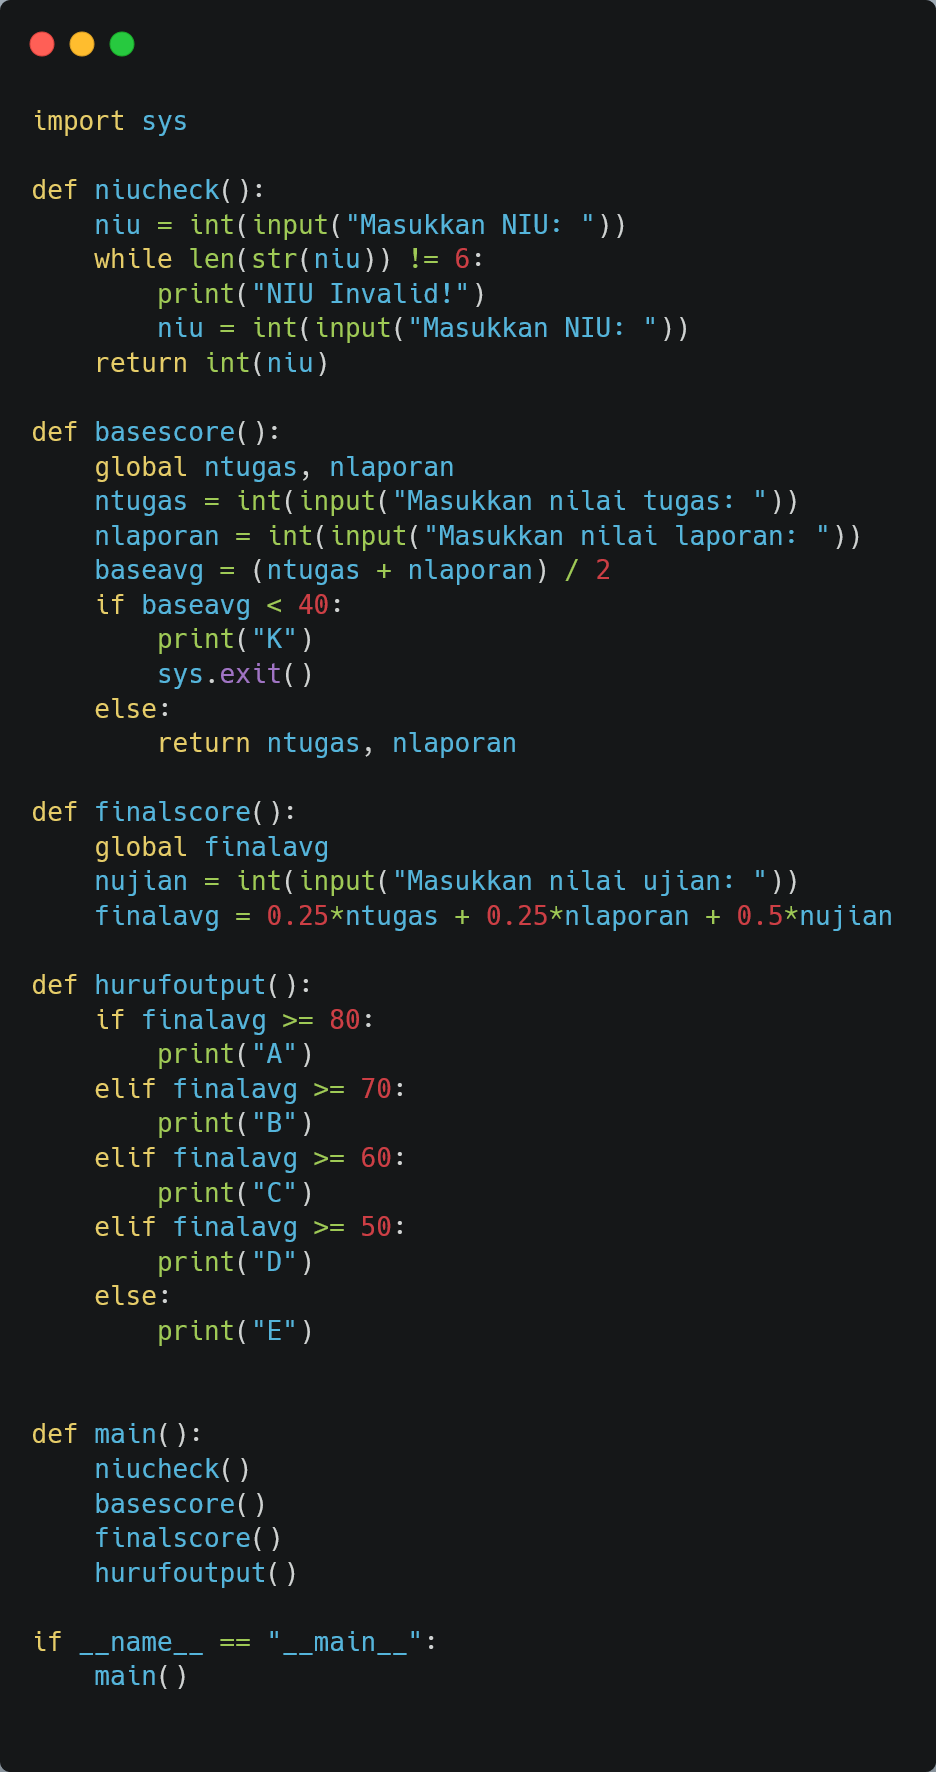 import sys

def niucheck():
    niu = int(input("Masukkan NIU: "))
    while len(str(niu)) != 6:
        print("NIU Invalid!")
        niu = int(input("Masukkan NIU: "))
    return int(niu)

def basescore():
    global ntugas, nlaporan
    ntugas = int(input("Masukkan nilai tugas: "))
    nlaporan = int(input("Masukkan nilai laporan: "))
    baseavg = (ntugas + nlaporan) / 2
    if baseavg < 40:
        print("K")
        sys.exit()
    else:
        return ntugas, nlaporan

def finalscore():
    global finalavg
    nujian = int(input("Masukkan nilai ujian: "))
    finalavg = 0.25*ntugas + 0.25*nlaporan + 0.5*nujian

def hurufoutput():
    if finalavg >= 80:
        print("A")
    elif finalavg >= 70:
        print("B")
    elif finalavg >= 60:
        print("C")
    elif finalavg >= 50:
        print("D")
    else:
        print("E")


def main():
    niucheck()
    basescore()
    finalscore()
    hurufoutput()

if __name__ == "__main__":
    main()